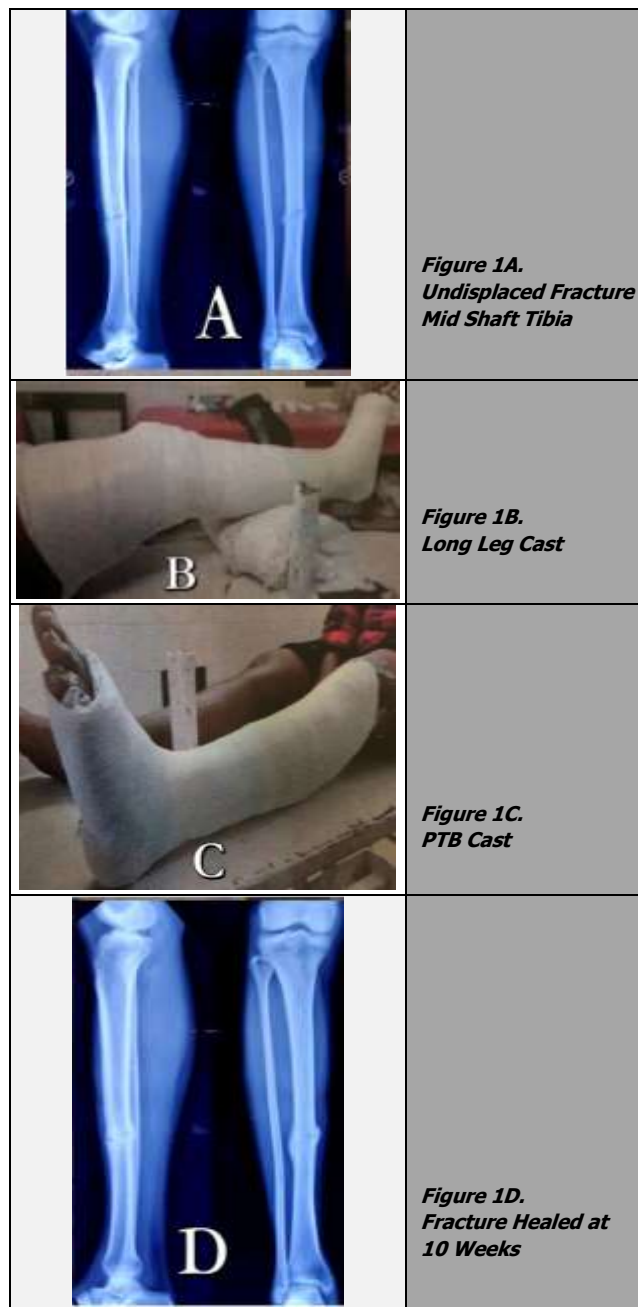 A
Figure 1A.
Undisplaced Fracture
Mid Shaft Tibia
B
Figure 1B.
Long Leg Cast
C
Figure 1C.
PTB Cast
D
Figure 1D.
Fracture Healed at
10 Weeks